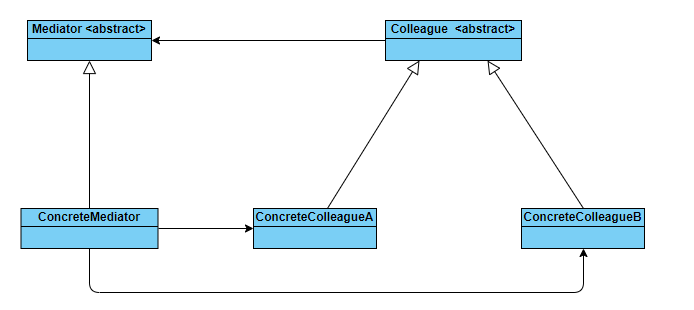 Mediator <abstract>
Colleague <abstract>
ConcreteMediator
ConcreteColleagueA
ConcreteColleagueB